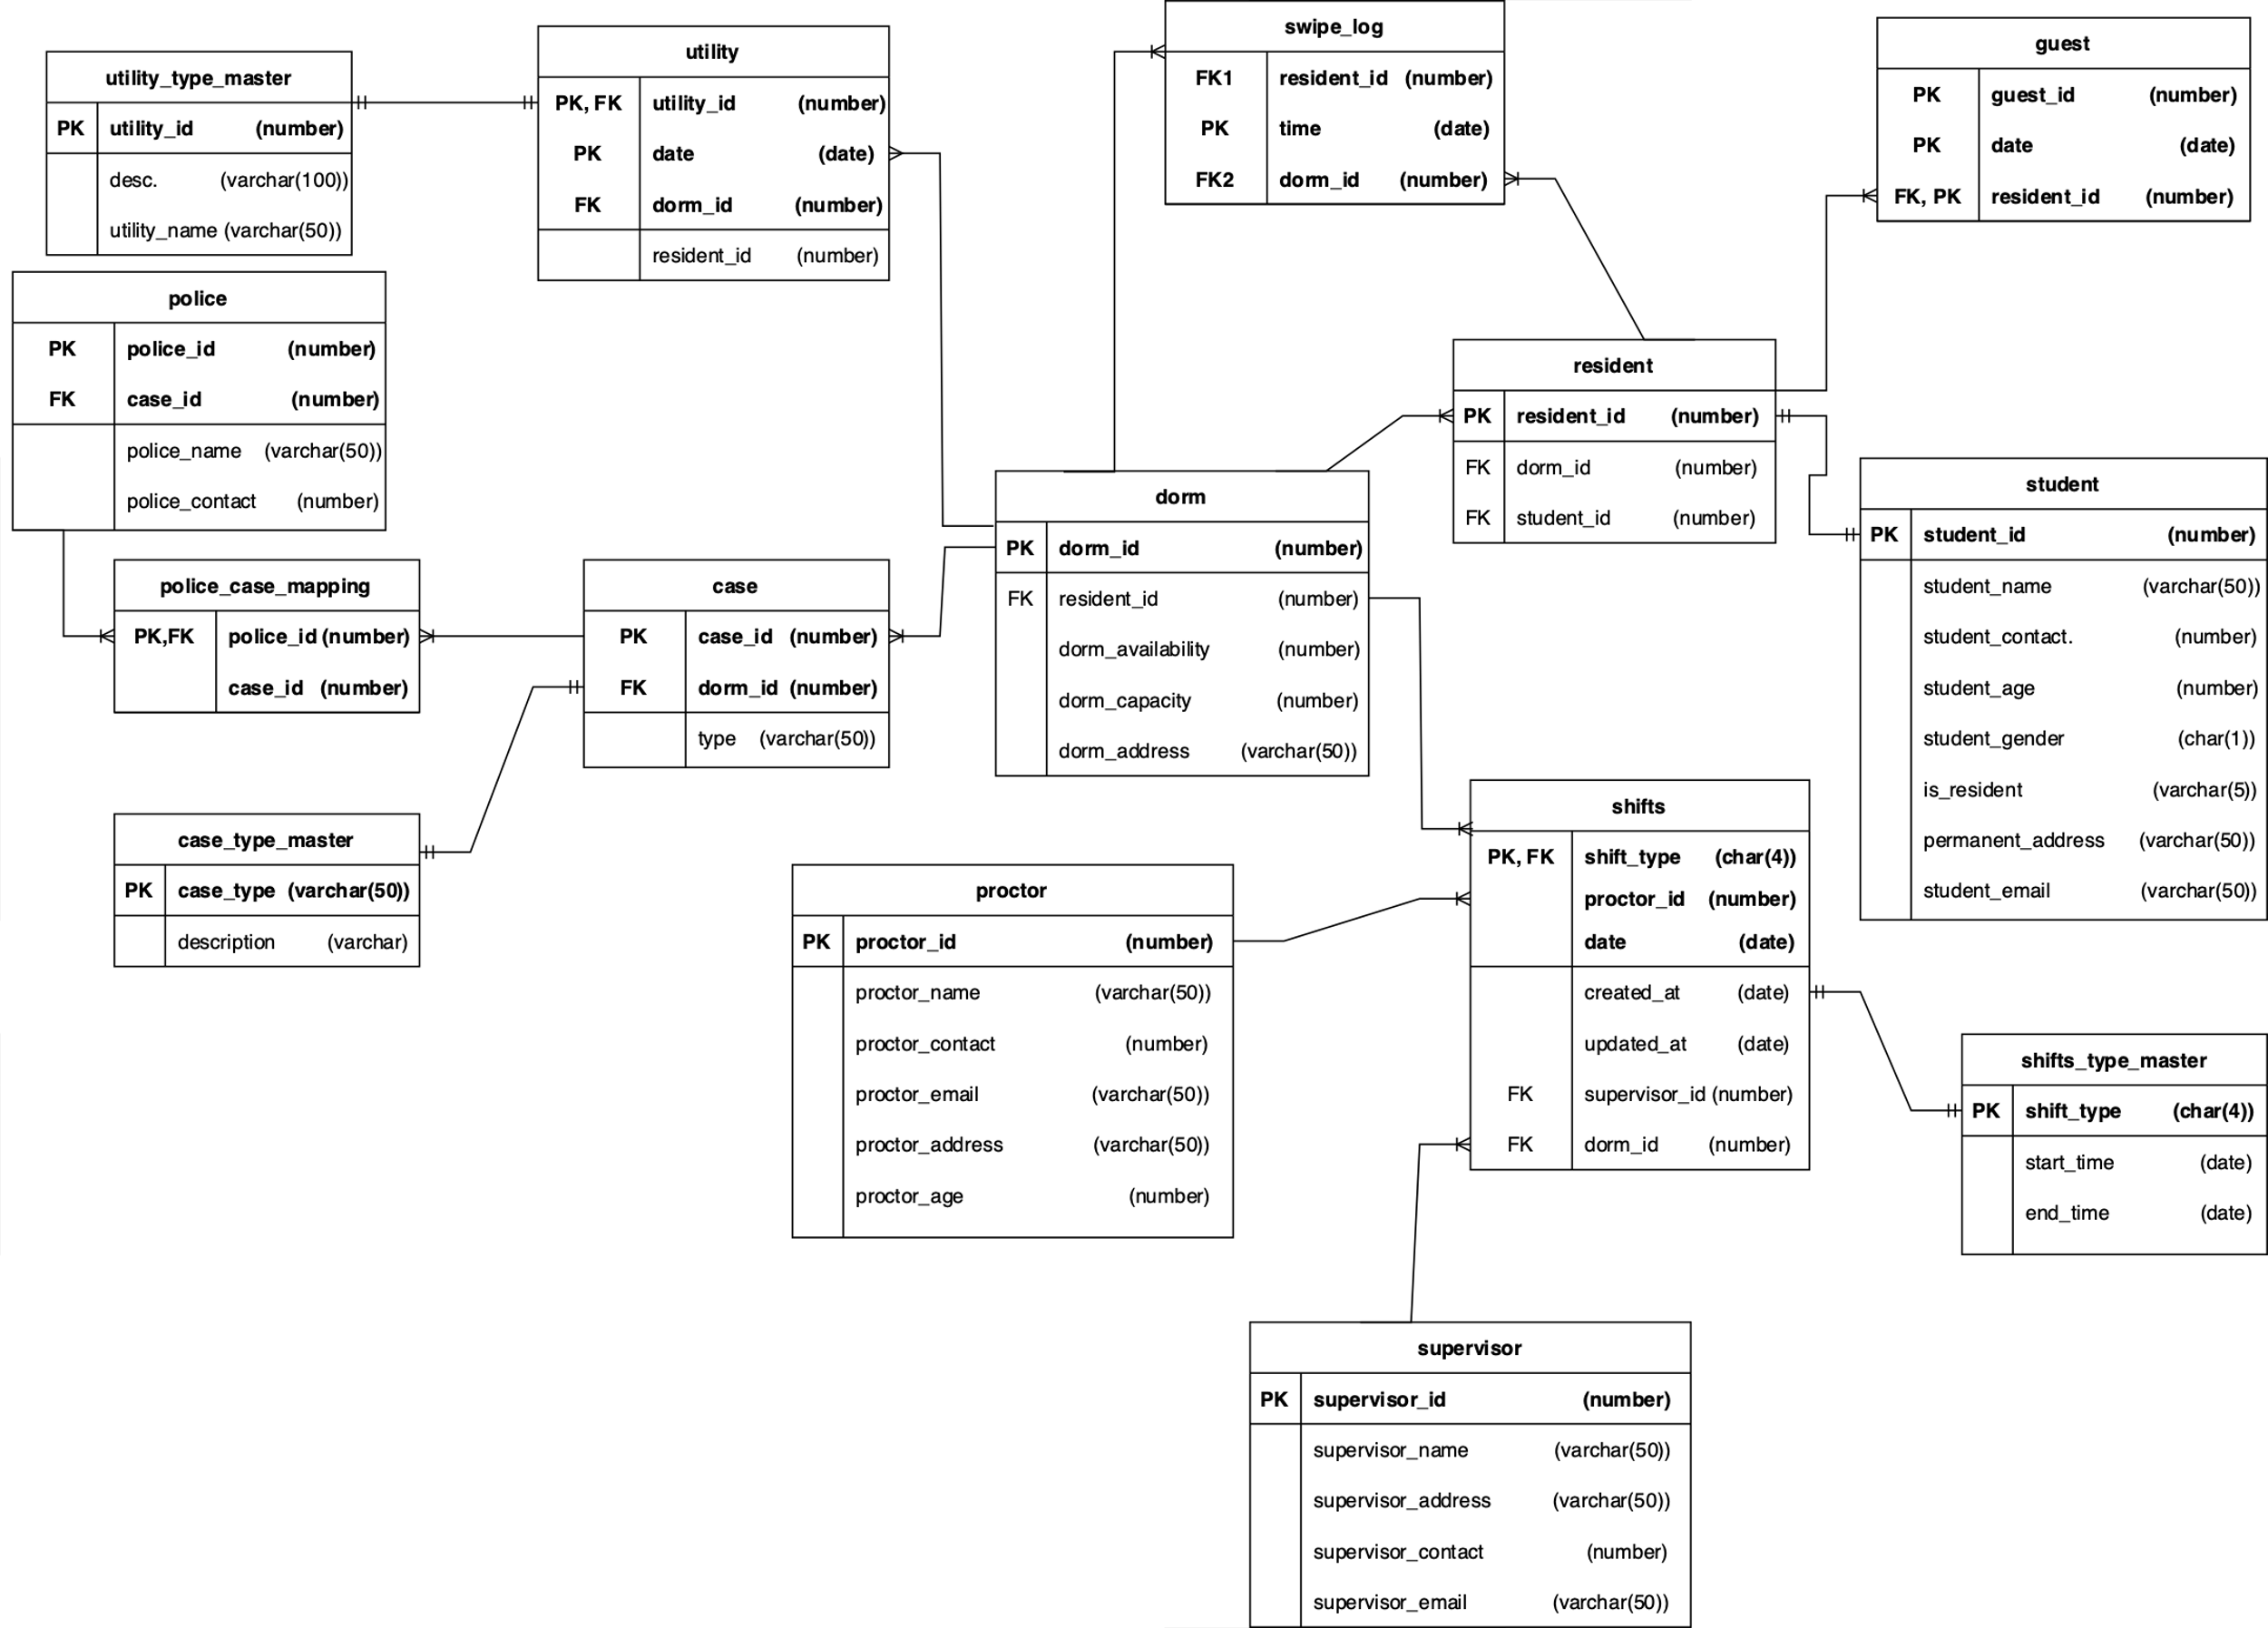 utility_type_master
PK utility_id (number)
desc. (varchar(100))
utility_name (varchar(50))
utility
PK, FK utility_id (number)
PK date (date)
FK dorm_id (number)
resident_id (number)
swipe_log
FK1 resident_id (number)
PK time (date)
FK2 dorm_id (number)
guest
PK guest_id (number)
PK date (date)
FK, PK resident_id (number)
police
PK police_id (number)
FK case_id (number)
police_name (varchar(50))
police_contact (number)
resident
PK resident_id (number)
FK dorm_id (number)
FK student_id (number)
dorm
PK dorm_id (number)
FK resident_id (number)
dorm_availability (number)
dorm_capacity (number)
dorm_address (varchar(50))
student
PK student_id (number)
student_name (varchar(50))
student_contact. (number)
student_age (number)
student_gender (char(1))
is_resident (varchar(5))
permanent_address (varchar(50))
student_email (varchar(50))
police_case_mapping
PK,FK police_id (number)
case_id (number)
case
PK case_id (number)
FK dorm_id (number)
type (varchar(50))
case_type_master
PK case_type (varchar(50))
description (varchar)
proctor
PK proctor_id (number)
proctor_name (varchar(50))
proctor_contact (number)
proctor_email (varchar(50))
proctor_address (varchar(50))
proctor_age (number)
shifts
PK, FK shift_type (char(4))
proctor_id (number)
date (date)
created_at (date)
updated_at (date)
FK supervisor_id (number)
FK dorm_id (number)
shifts_type_master
PK shift_type (char(4))
start_time (date)
end_time (date)
supervisor
PK supervisor_id (number)
supervisor_name (varchar(50))
supervisor_address (varchar(50))
supervisor_contact (number)
supervisor_email (varchar(50))